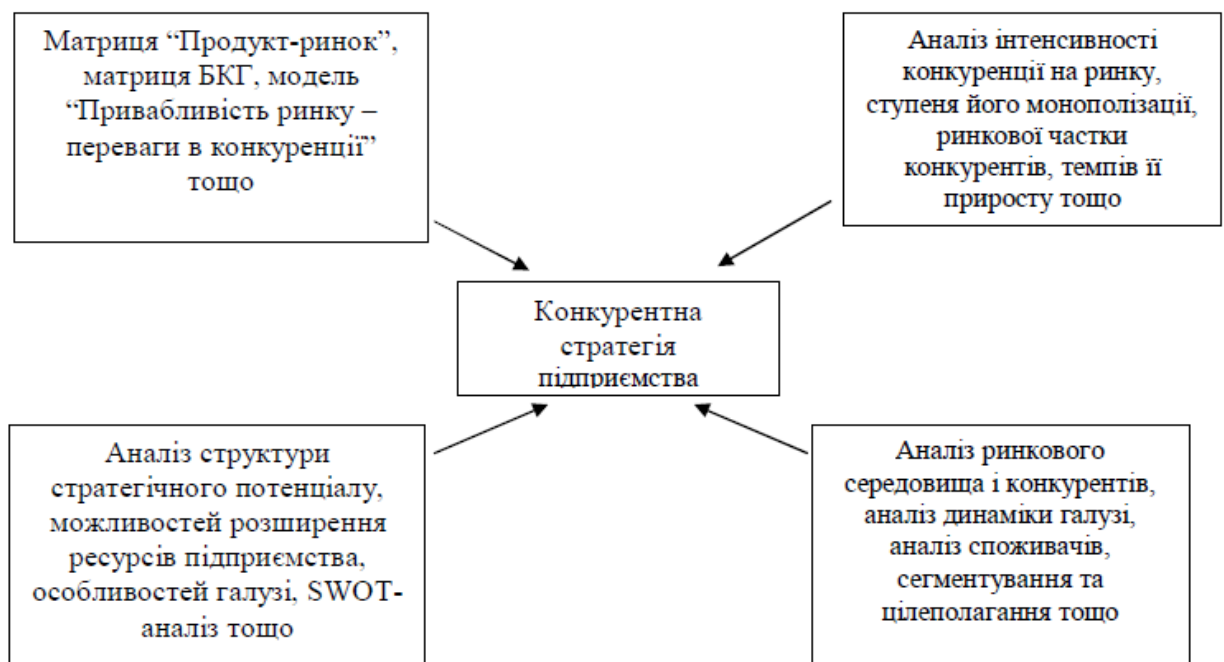 Матриця “Продукт-ринок”,
матриця БКГ, модель
“Привабливість ринку –
переваги в конкуренції”
тощо
Аналіз інтенсивності
конкуренції на ринку,
ступеня його монополізації,
ринкової частки
конкурентів, темпів її
приросту тощо
Конкурентна
стратегія
підприємства
Аналіз структури
стратегічного потенціалу,
можливостей розширення
ресурсів підприємства,
особливостей галузі, SWOT-
аналіз тощо
Аналіз ринкового
середовища і конкурентів,
аналіз динаміки галузі,
аналіз споживачів,
сегментування та
цілеполагання тощо